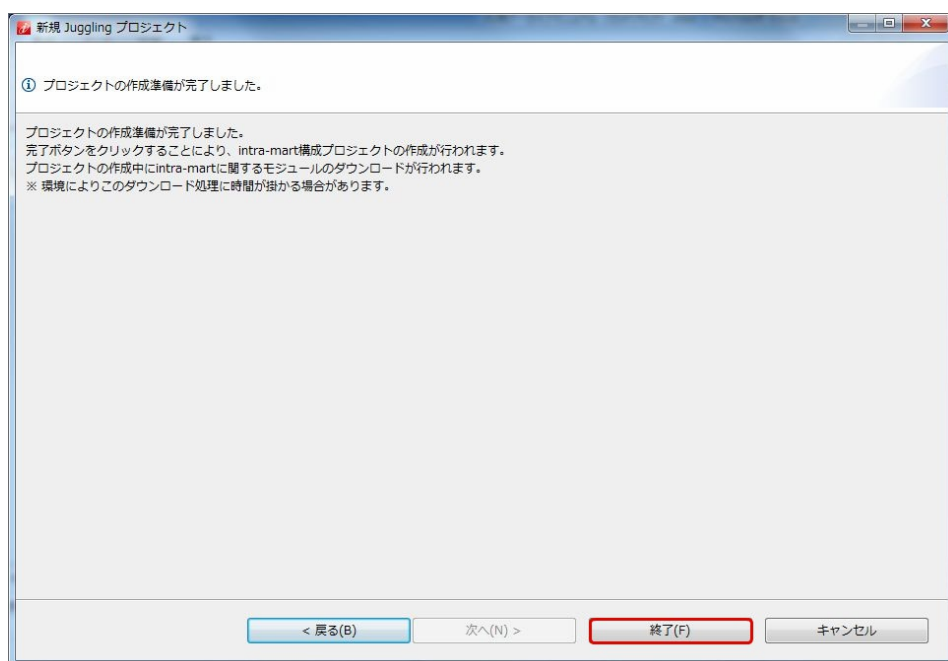 新規 Juggling プロジェクト
プロジェクトの作成準備が完了しました。
プロジェクトの作成準備が完了しました。
完了ボタンをクリックすることにより、intra-mart構成プロジェクトの作成が行われます。
プロジェクトの作成中にintra-martに関するモジュールのダウンロードが行われます。
※ 環境によりこのダウンロード処理に時間が掛かる場合があります。
< 戻る(B)
次へ(N) >
終了(F)
キャンセル